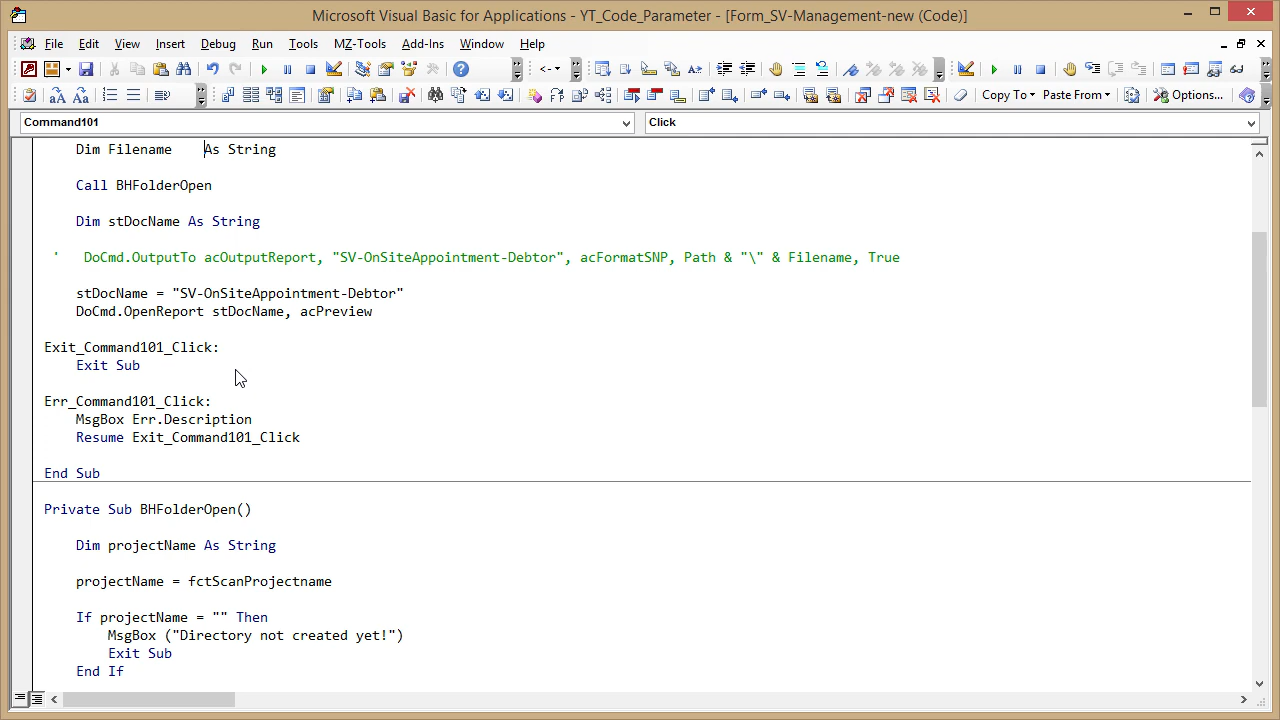 Microsoft Visual Basic for Applications - YT_Code_Parameter - [Form_SV-Management-new (Code)]
File Edit View Insert Debug Run Tools MZ-Tools Add-Ins Window Help
Copy To Paste From Options...
Command101 Click
Dim Filename    As String
Call BHFolderOpen
Dim stDocName As String
'   DoCmd.OutputTo acOutputReport, "SV-OnSiteAppointment-Debtor", acFormatSNP, Path & "\" & Filename, True
stDocName = "SV-OnSiteAppointment-Debtor"
DoCmd.OpenReport stDocName, acPreview
Exit_Command101_Click:
Exit Sub
Err_Command101_Click:
MsgBox Err.Description
Resume Exit_Command101_Click
End Sub
Private Sub BHFolderOpen()
Dim projectName As String
projectName = fctScanProjectname
If projectName = "" Then
MsgBox ("Directory not created yet!")
Exit Sub
End If